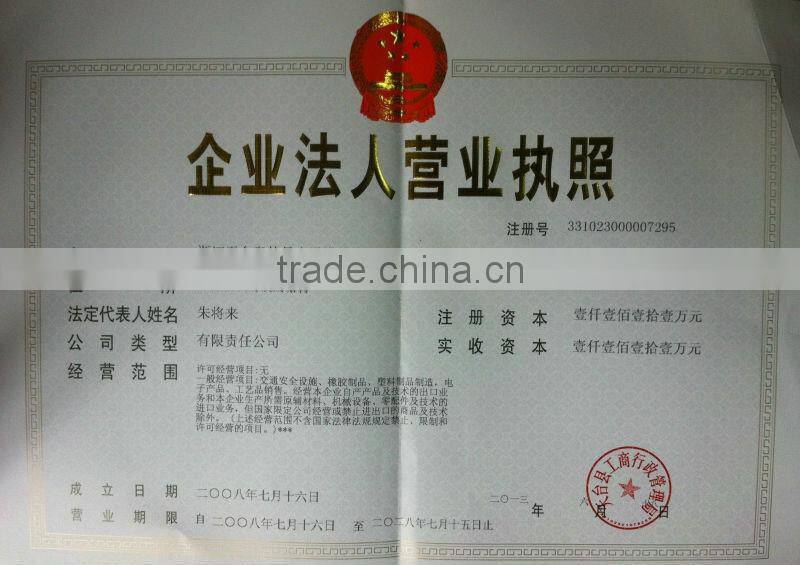 企业法人营业执照
注册号 331023000007295
trade.china.cn
法定代表人姓名 朱将来
注册资本 壹仟壹佰壹拾壹万元
公司类型 有限责任公司
实收资本 壹仟壹佰壹拾壹万元
经营范围 许可经营项目:无
一般经营项目:交通安全设施、橡胶制品、塑料制品制造，电
子产品、工艺品销售。经营本企业自产产品及技术的出口业
务和本企业生产所需原辅材料、机械设备、零配件及技术的
进口业务，但国家限定公司经营或禁止进出口的商品及技术
除外。(上述经营范围不含国家法律法规规定禁止、限制和
许可经营的项目。)***
成立日期 二〇〇八年七月十六日
营业期限 自 二〇〇八年七月十六日 至 二〇二八年七月十五日止
天台县工商行政管理局
二〇一三 年 八 月 日